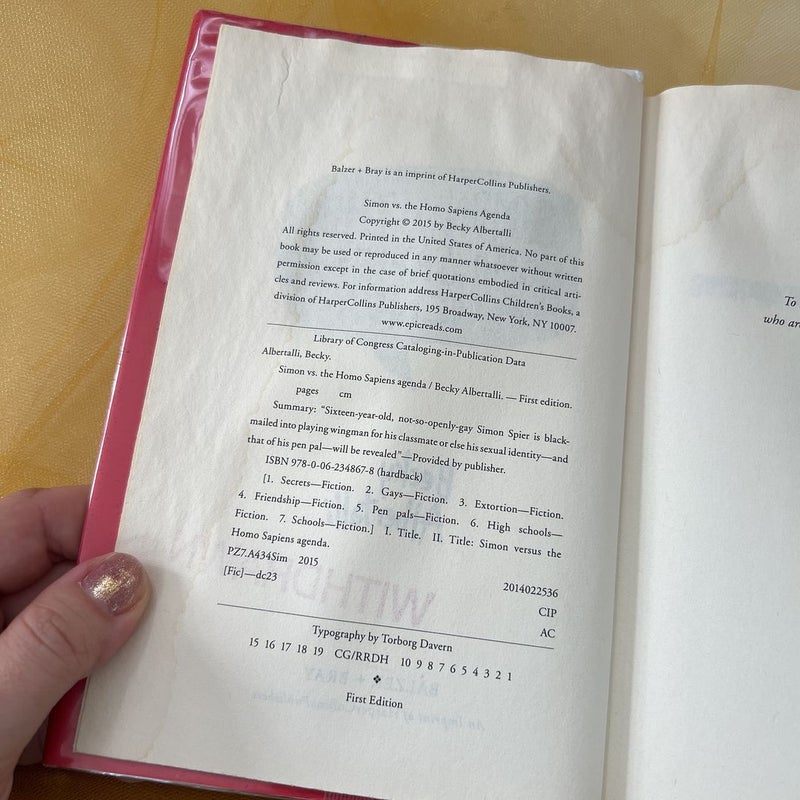 Balzer + Bray is an imprint of HarperCollins Publishers.
Simon vs. the Homo Sapiens Agenda
Copyright © 2015 by Becky Albertalli
All rights reserved. Printed in the United States of America. No part of this
book may be used or reproduced in any manner whatsoever without written
permission except in the case of brief quotations embodied in critical arti-
cles and reviews. For information address HarperCollins Children's Books, a
division of HarperCollins Publishers, 195 Broadway, New York, NY 10007.
www.epicreads.com
Library of Congress Cataloging-in-Publication Data
Albertalli, Becky.
Simon vs. the Homo Sapiens agenda / Becky Albertalli. — First edition.
pages cm
Summary: "Sixteen-year-old, not-so-openly-gay Simon Spier is black-
mailed into playing wingman for his classmate or else his sexual identity—and
that of his pen pal—will be revealed"—Provided by publisher.
ISBN 978-0-06-234867-8 (hardback)
[1. Secrets—Fiction. 2. Gays—Fiction. 3. Extortion—Fiction.
4. Friendship—Fiction. 5. Pen pals—Fiction. 6. High schools—
Fiction. 7. Schools—Fiction.] I. Title. II. Title: Simon versus the
Homo Sapiens agenda.
PZ7.A434Sim 2015
2014022536
[Fic]—dc23
CIP
AC
Typography by Torborg Davern
15 16 17 18 19 CG/RRDH 10 9 8 7 6 5 4 3 2 1
❖
First Edition
To
who ar